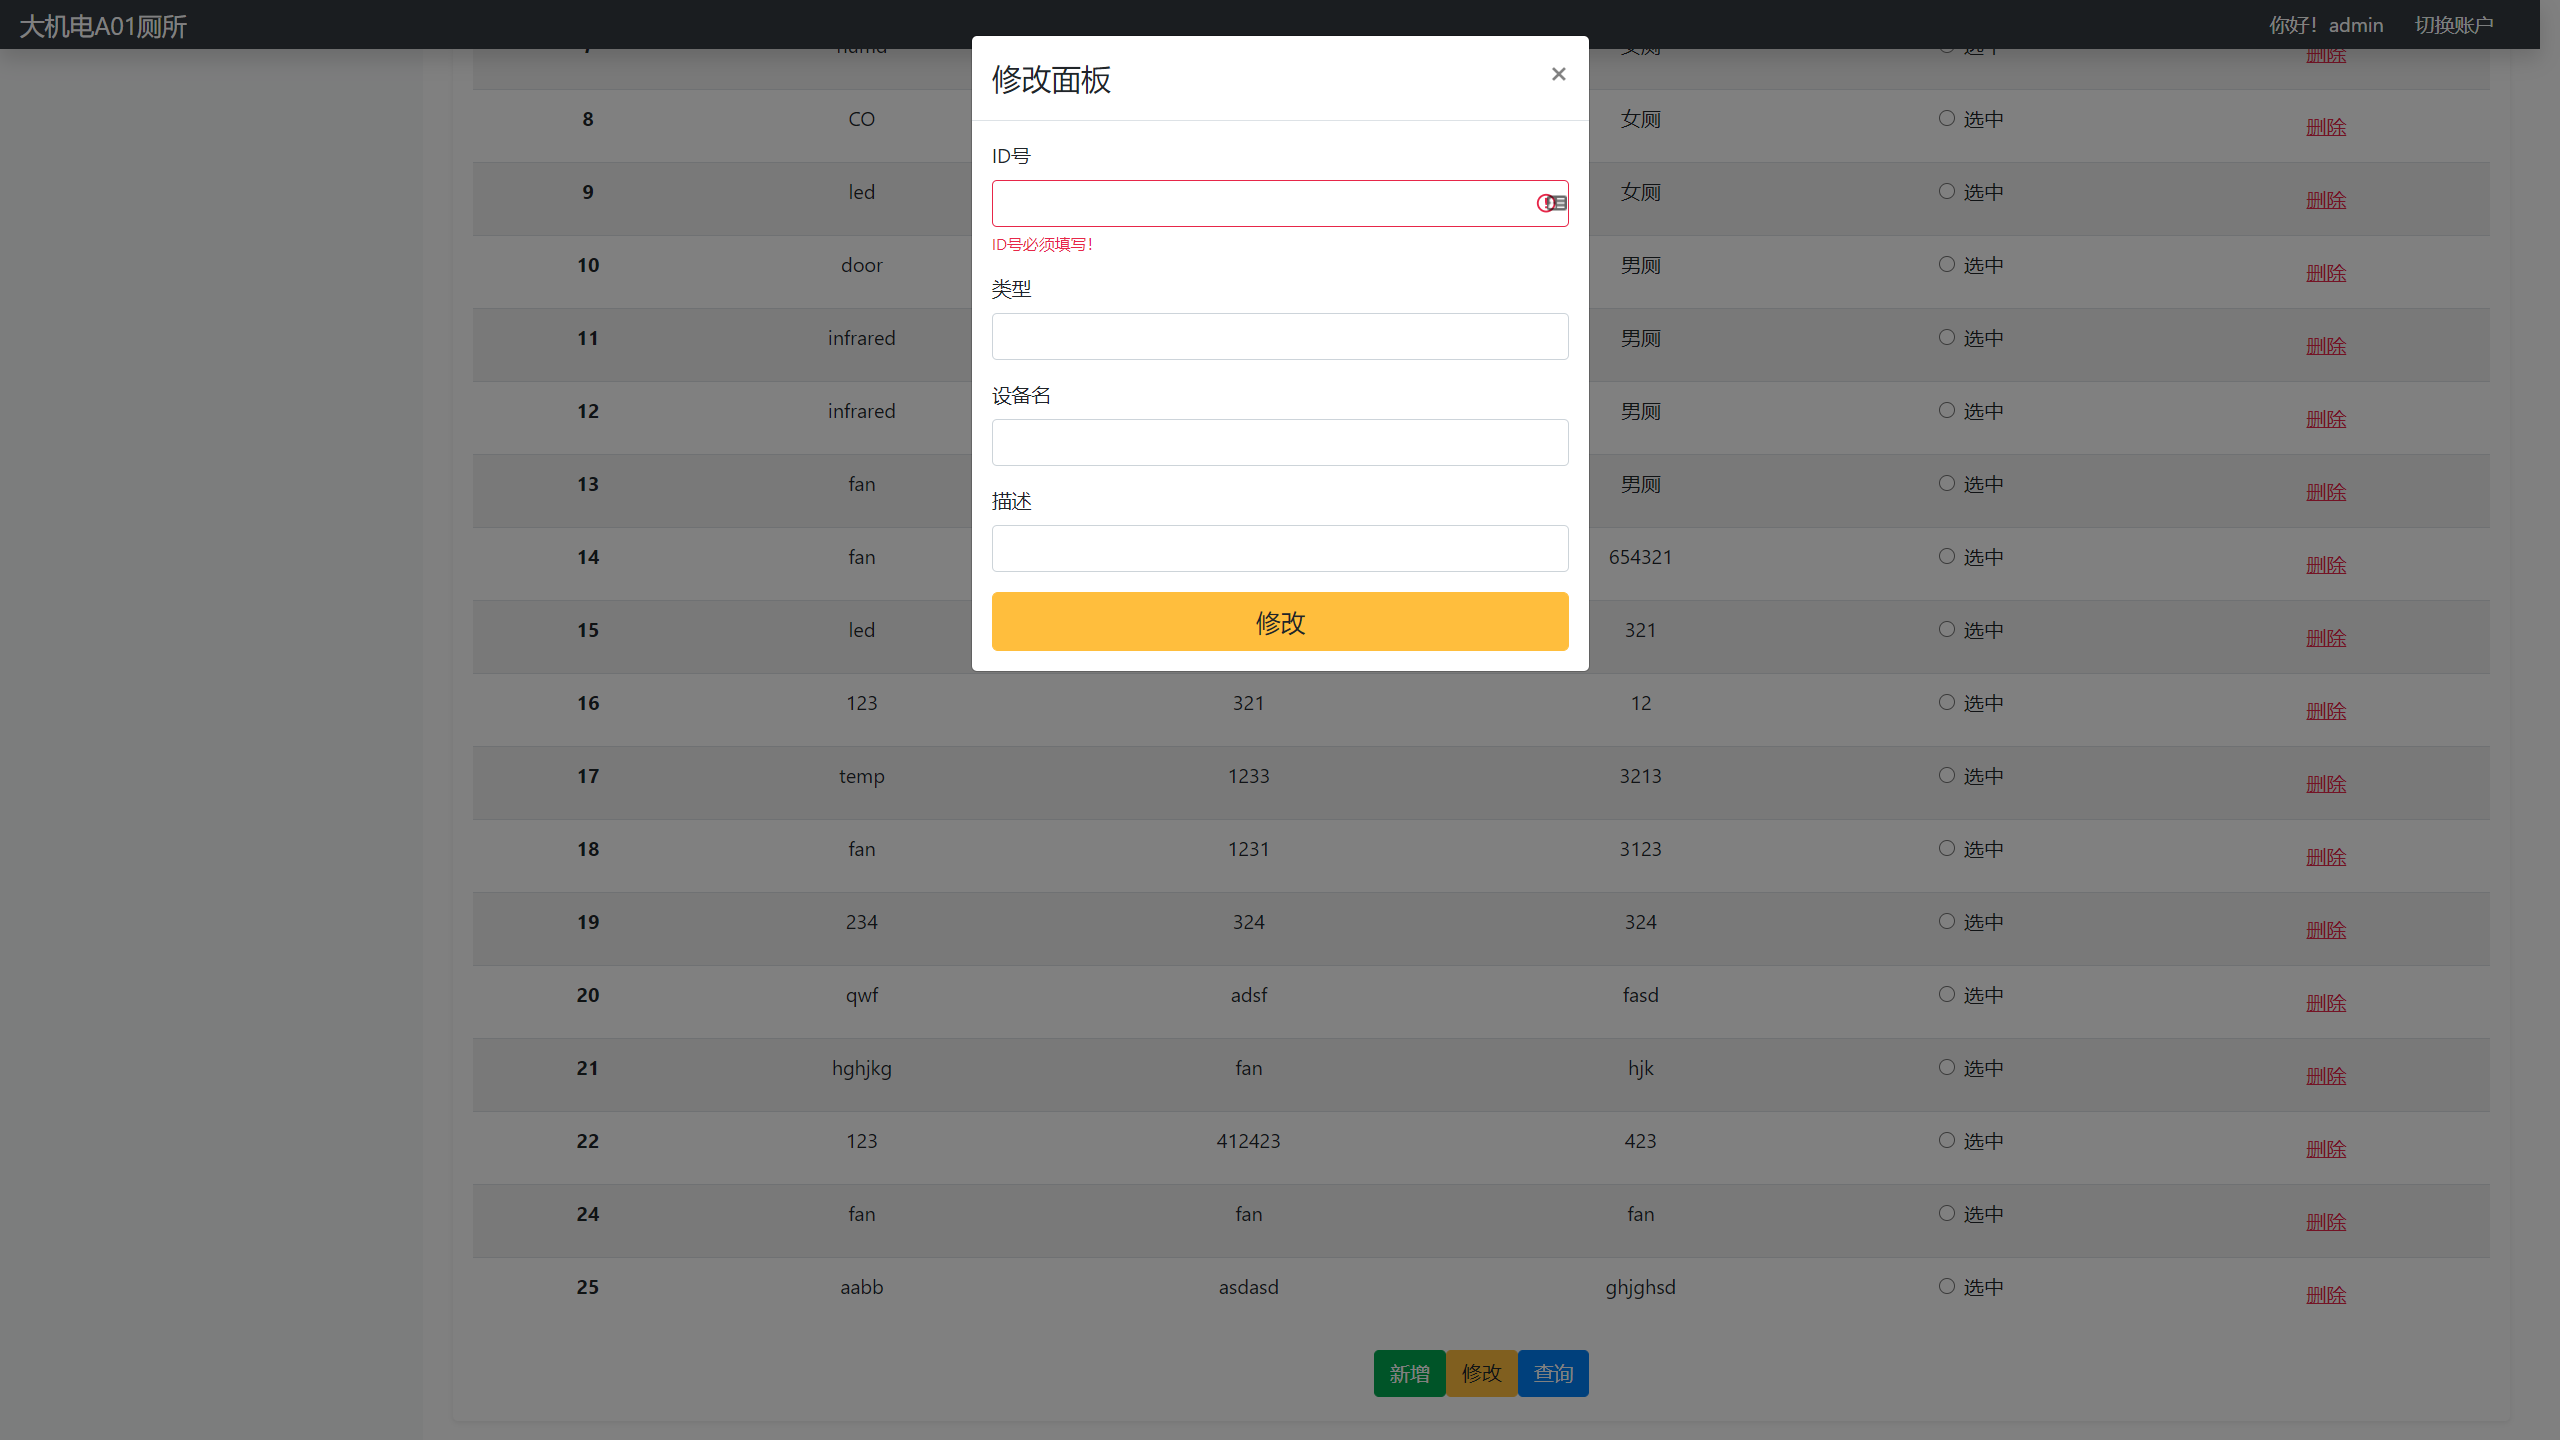 大机电A01厕所
你好！admin 切换账户
修改面板 ×
ID号
ID号必须填写！
类型
设备名
描述
修改
8 CO 女厕 选中 删除
9 led 女厕 选中 删除
10 door 男厕 选中 删除
11 infrared 男厕 选中 删除
12 infrared 男厕 选中 删除
13 fan 男厕 选中 删除
14 fan 654321 选中 删除
15 led 321 选中 删除
16 123 321 12 选中 删除
17 temp 1233 3213 选中 删除
18 fan 1231 3123 选中 删除
19 234 324 324 选中 删除
20 qwf adsf fasd 选中 删除
21 hghjkg fan hjk 选中 删除
22 123 412423 423 选中 删除
24 fan fan fan 选中 删除
25 aabb asdasd ghjghsd 选中 删除
新增 修改 查询